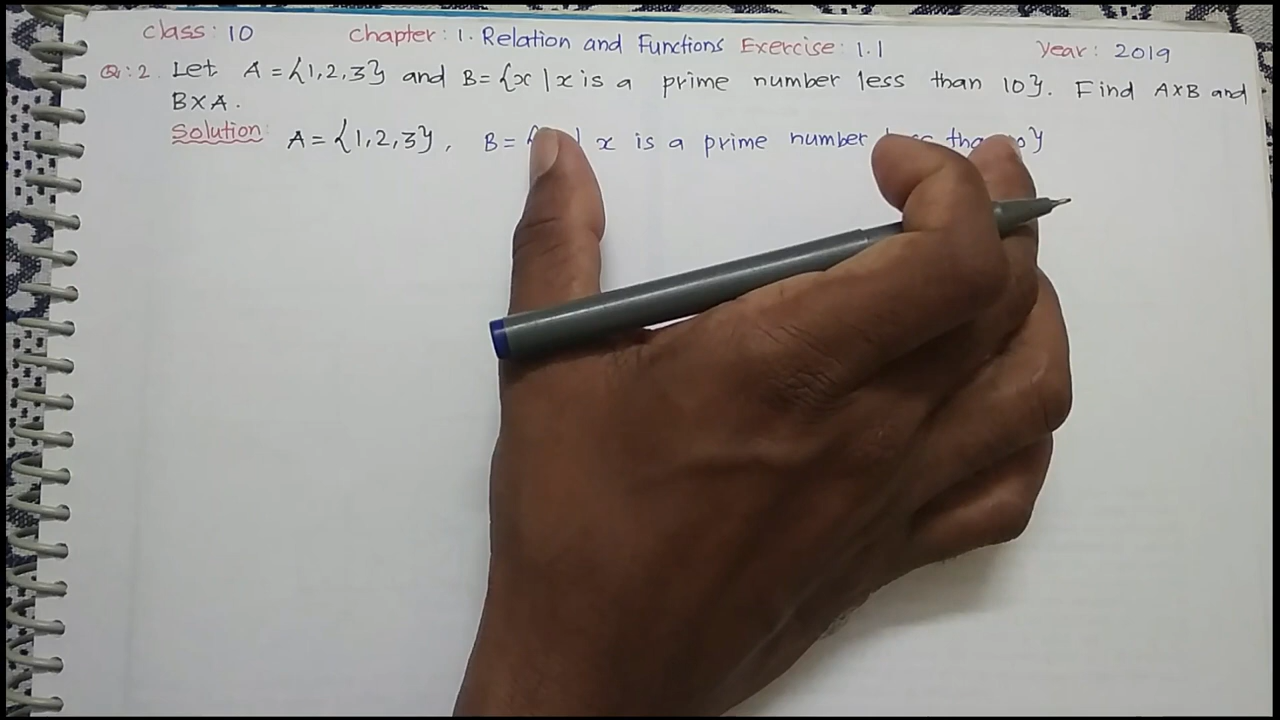 Class: 10 Chapter: 1. Relation and Functions Exercise: 1.1 Year: 2019
Q: 2. Let A = {1,2,3} and B = {x | x is a prime number less than 10}. Find A×B and
B×A.
Solution: A = {1,2,3}, B = { | x is a prime number }